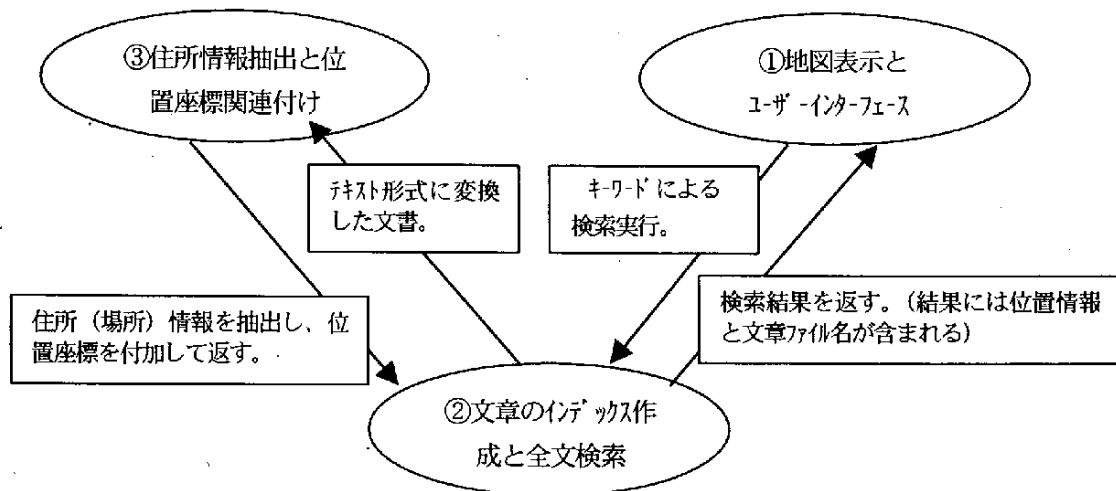 ③住所情報抽出と位
置座標関連付け
①地図表示と
ﾕｰｻﾞｰｲﾝﾀｰﾌｪｰｽ
ﾃｷｽﾄ形式に変換
した文書。
ｷｰﾜｰﾄﾞによる
検索実行。
住所（場所）情報を抽出し、位
置座標を付加して返す。
検索結果を返す。（結果には位置情報
と文章ﾌｧｲﾙ名が含まれる）
②文章のｲﾝﾃﾞｯｸｽ作
成と全文検索